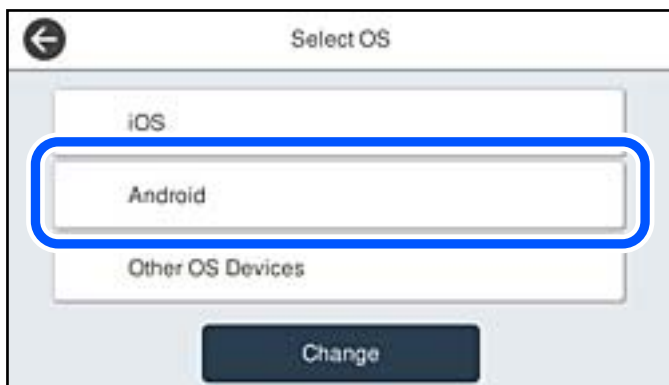 Select OS
iOS
Android
Other OS Devices
Change